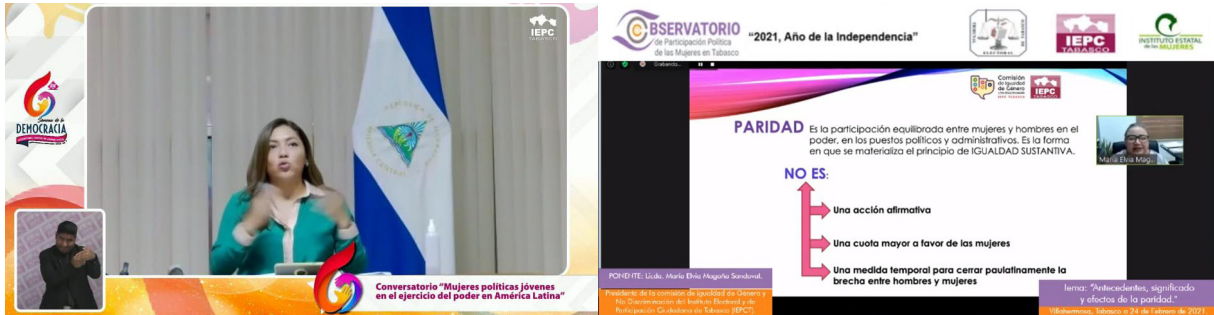 IEPC
TABASCO
Semana de la
DEMOCRACIA
Conversatorio "Mujeres políticas jóvenes
en el ejercicio del poder en América Latina"
OBSERVATORIO
de Participación Política
de las Mujeres en Tabasco
"2021, Año de la Independencia"
IEPC
TABASCO
INSTITUTO ESTATAL
de las MUJERES
Grabando...
Comisión
de Igualdad
de Género
IEPC
TABASCO
PARIDAD Es la participación equilibrada entre mujeres y hombres en el
poder, en los puestos políticos y administrativos. Es la forma
en que se materializa el principio de IGUALDAD SUSTANTIVA.
María Elvia Mag...
NO ES:
Una acción afirmativa
Una cuota mayor a favor de las mujeres
Una medida temporal para cerrar paulatinamente la
brecha entre hombres y mujeres
PONENTE: Licda. María Elvia Magaña Sandoval.
Presidenta de la comisión de Igualdad de Género y
No Discriminación del Instituto Electoral y de
Participación Ciudadana de Tabasco (IEPCT)
Tema: "Antecedentes, significado
y efectos de la paridad."
Villahermosa, Tabasco a 24 de Febrero de 2021.